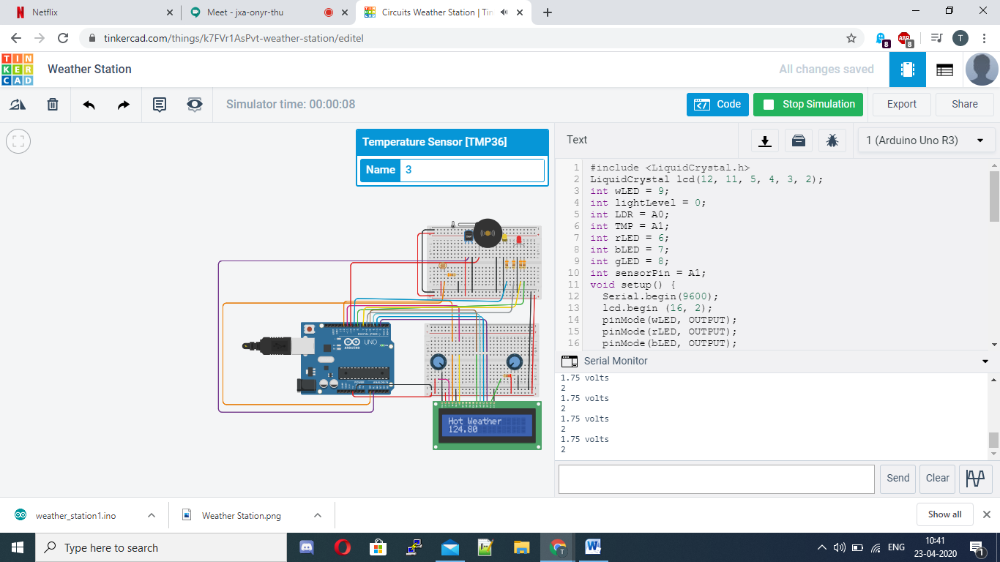 Netflix
Meet - jxa-onyr-thu
Circuits Weather Station | Tin
tinkercad.com/things/k7FVr1AsPvt-weather-station/editel
8
ABP
8
T
TIN
KER
CAD
Weather Station
All changes saved
Simulator time: 00:00:08
Code
Stop Simulation
Export
Share
Temperature Sensor [TMP36]
Name 3
Text
1 (Arduino Uno R3)
1 #include <LiquidCrystal.h>
2 LiquidCrystal lcd(12, 11, 5, 4, 3, 2);
3 int wLED = 9;
4 int lightLevel = 0;
5 int LDR = A0;
6 int TMP = A1;
7 int rLED = 6;
8 int bLED = 7;
9 int gLED = 8;
10 int sensorPin = A1;
11 void setup() {
12 Serial.begin(9600);
13 lcd.begin (16, 2);
14 pinMode(wLED, OUTPUT);
15 pinMode(rLED, OUTPUT);
16 pinMode(bLED, OUTPUT);
UNO
ARDUINO
Hot Weather
124.80
Serial Monitor
1.75 volts
2
1.75 volts
2
1.75 volts
2
1.75 volts
2
Send
Clear
weather_station1.ino
Weather Station.png
Show all
Type here to search
ENG
10:41
23-04-2020
1